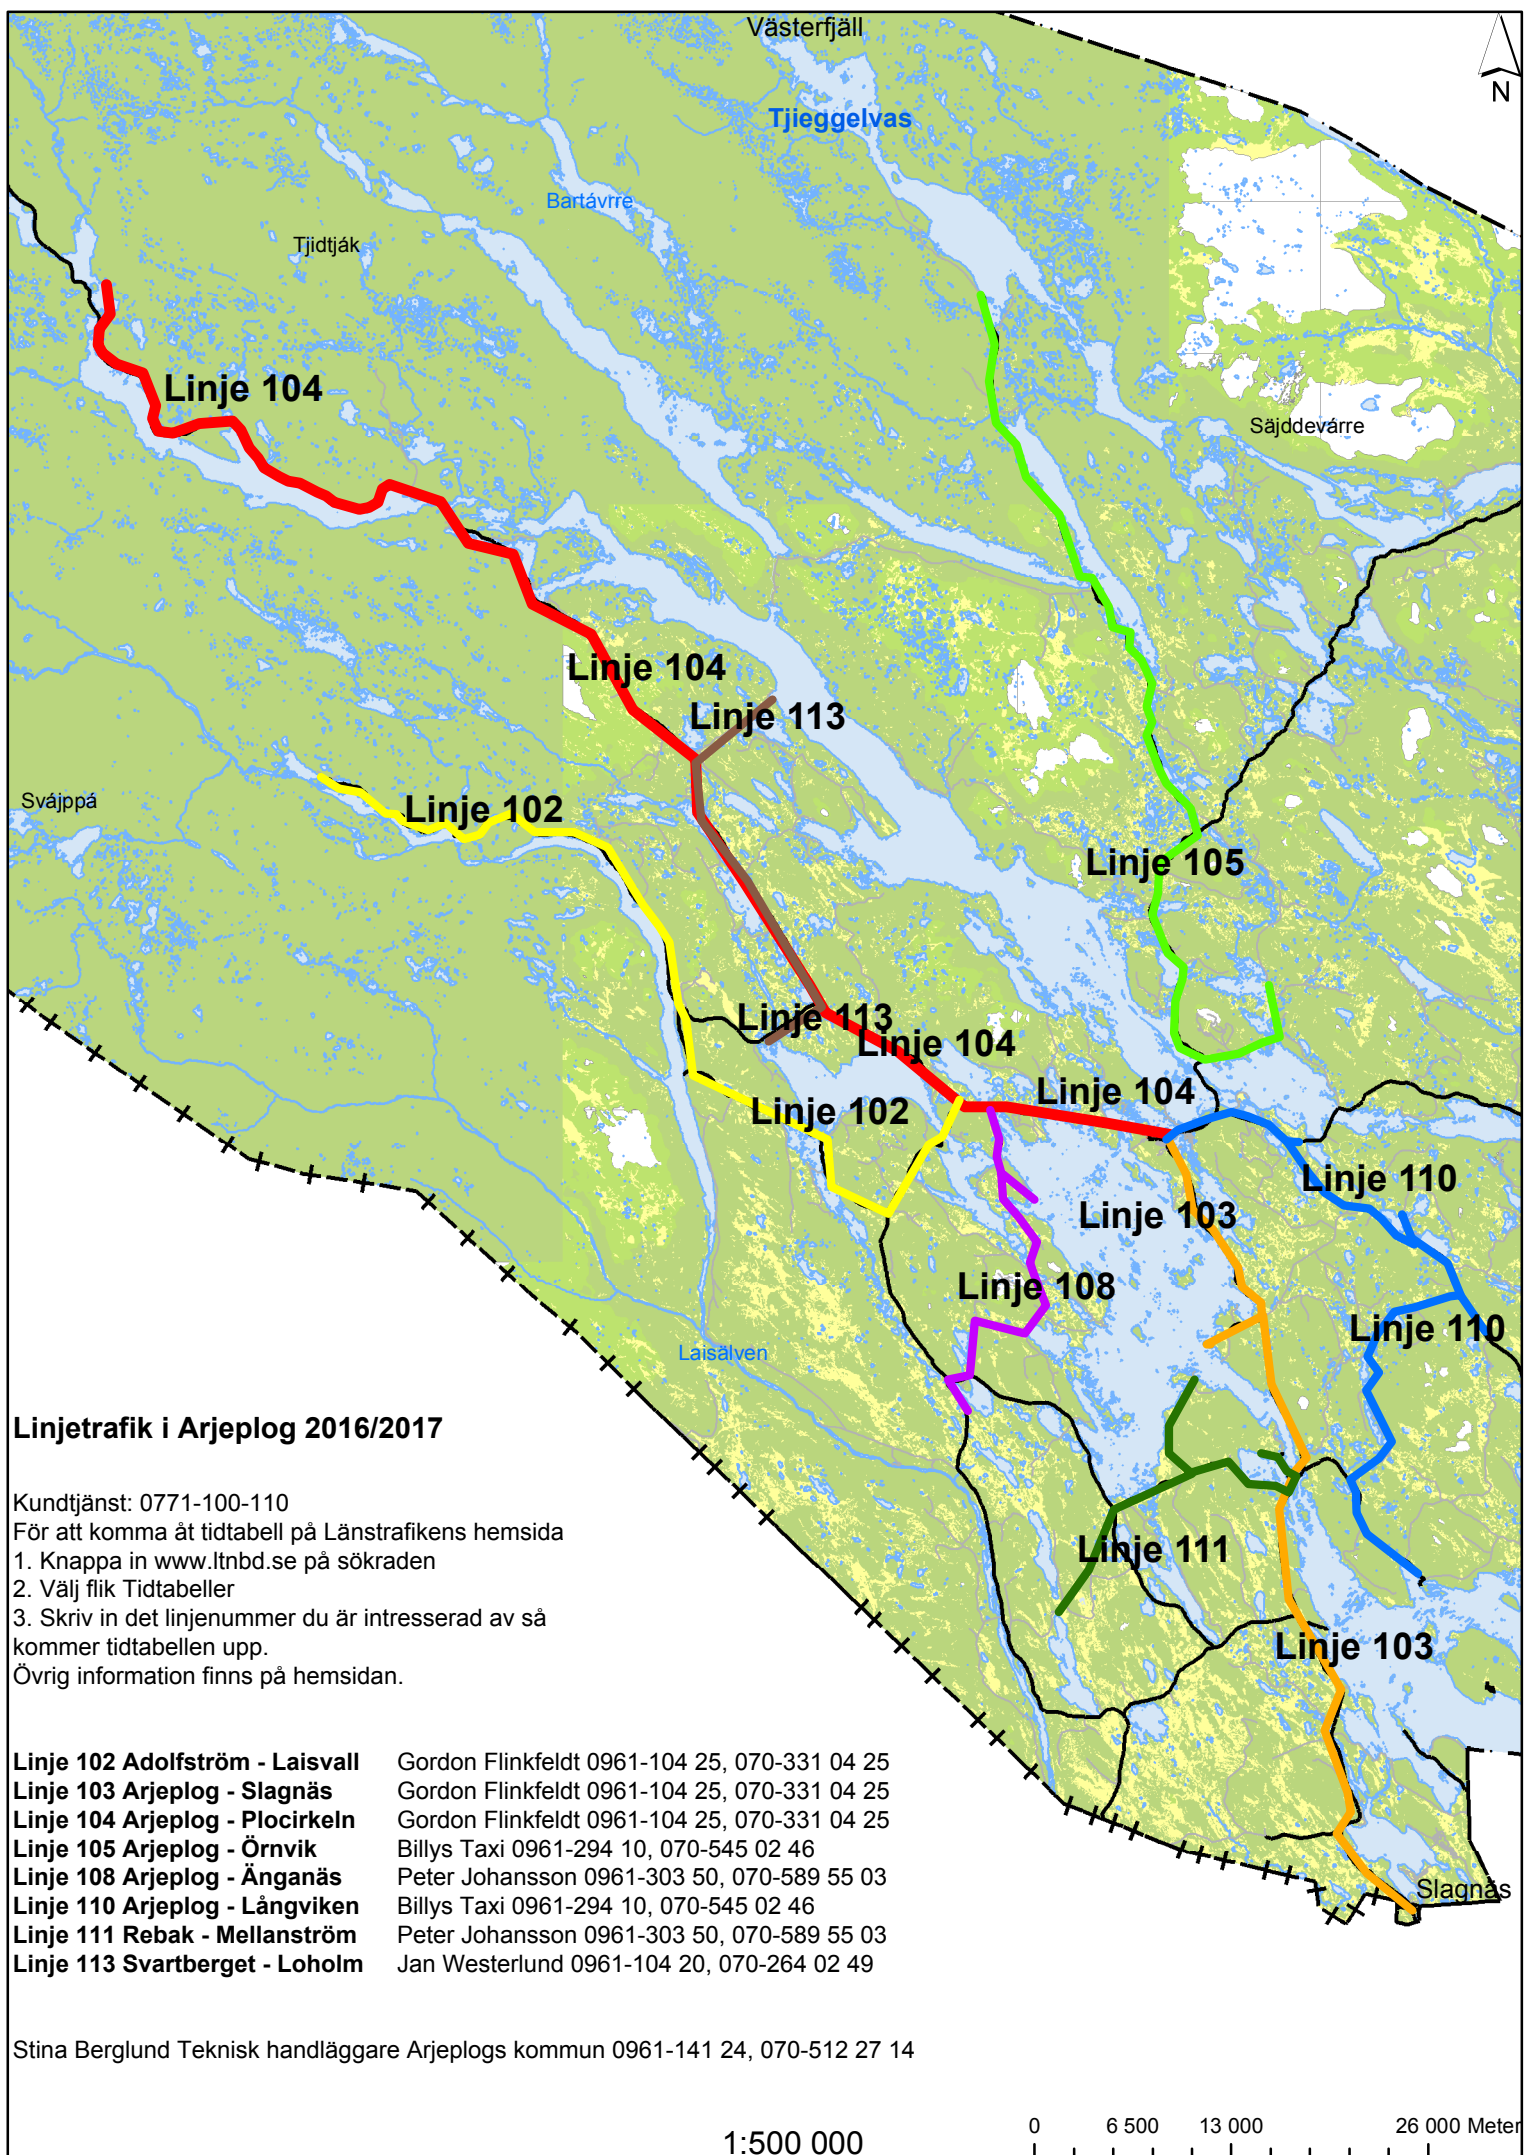 Västerfjäll
N
Tjieggelvas
Bartávrre
Tjidtják
Linje 104
Säjddevárre
Linje 104
Linje 113
Svájppá
Linje 102
Linje 105
Linje 113
Linje 104
Linje 104
Linje 102
Linje 110
Linje 103
Linje 108
Linje 110
Laisälven
Linjetrafik i Arjeplog 2016/2017
Kundtjänst: 0771-100-110
För att komma åt tidtabell på Länstrafikens hemsida
1. Knappa in www.ltnbd.se på sökraden
2. Välj flik Tidtabeller
3. Skriv in det linjenummer du är intresserad av så
kommer tidtabellen upp.
Övrig information finns på hemsidan.
Linje 111
Linje 103
Linje 102 Adolfström - Laisvall Gordon Flinkfeldt 0961-104 25, 070-331 04 25
Linje 103 Arjeplog - Slagnäs Gordon Flinkfeldt 0961-104 25, 070-331 04 25
Linje 104 Arjeplog - Plocirkeln Gordon Flinkfeldt 0961-104 25, 070-331 04 25
Linje 105 Arjeplog - Örnvik Billys Taxi 0961-294 10, 070-545 02 46
Linje 108 Arjeplog - Änganäs Peter Johansson 0961-303 50, 070-589 55 03
Linje 110 Arjeplog - Långviken Billys Taxi 0961-294 10, 070-545 02 46
Linje 111 Rebak - Mellanström Peter Johansson 0961-303 50, 070-589 55 03
Linje 113 Svartberget - Loholm Jan Westerlund 0961-104 20, 070-264 02 49
Slagnäs
Stina Berglund Teknisk handläggare Arjeplogs kommun 0961-141 24, 070-512 27 14
1:500 000
0 6 500 13 000 26 000 Meter